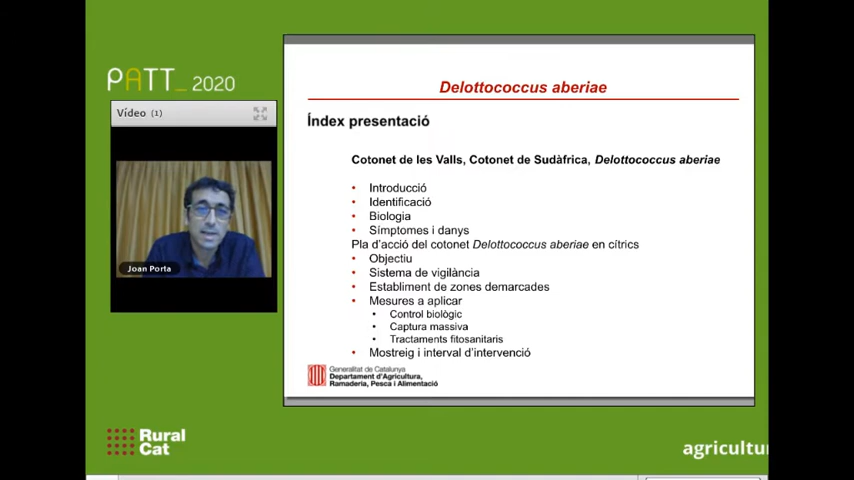 PATT_ 2020
Vídeo (1)
Joan Porta
Delottococcus aberiae
Índex presentació
Cotonet de les Valls, Cotonet de Sudàfrica, Delottococcus aberiae
• Introducció
• Identificació
• Biologia
• Símptomes i danys
Pla d'acció del cotonet Delottococcus aberiae en cítrics
• Objectiu
• Sistema de vigilància
• Establiment de zones demarcades
• Mesures a aplicar
• Control biològic
• Captura massiva
• Tractaments fitosanitaris
• Mostreig i interval d'intervenció
Generalitat de Catalunya
Departament d'Agricultura,
Ramaderia, Pesca i Alimentació
Rural
Cat
agricultu